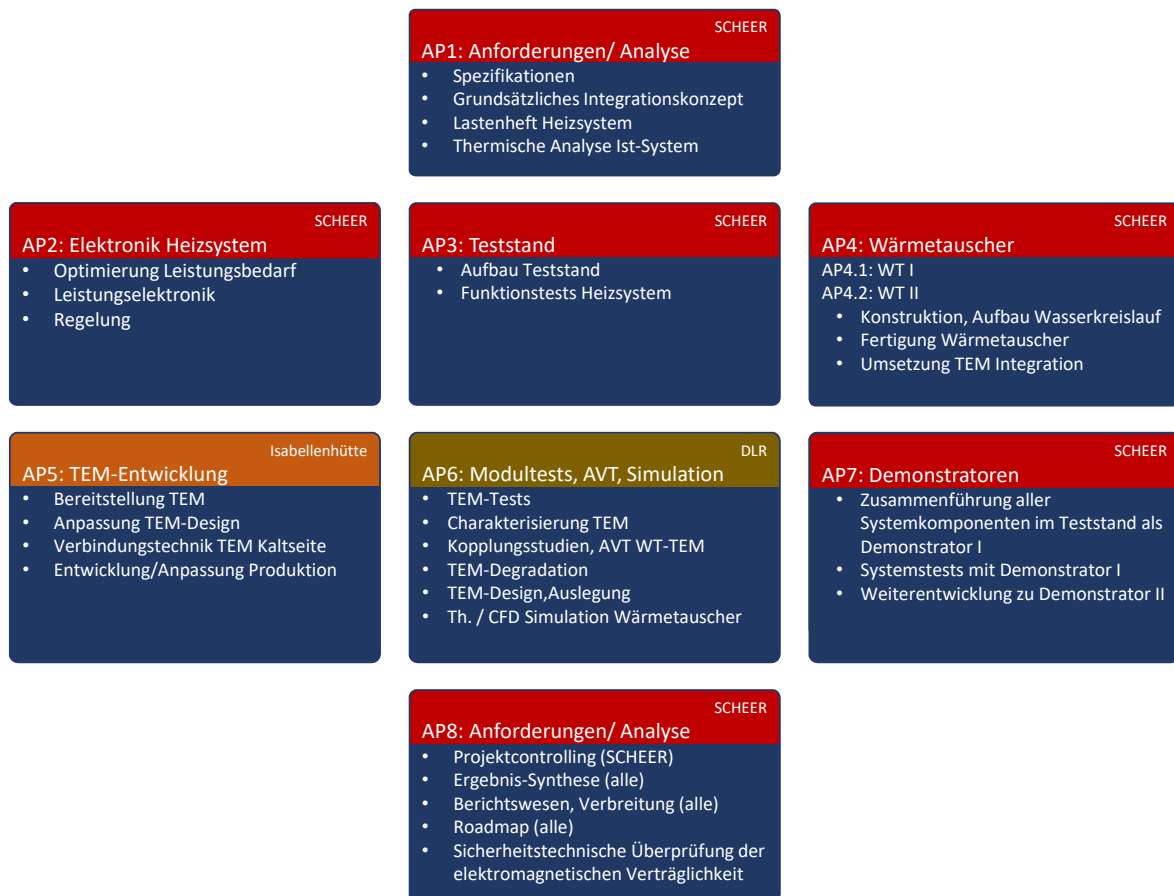 SCHEER
AP1: Anforderungen/ Analyse
• Spezifikationen
• Grundsätzliches Integrationskonzept
• Lastenheft Heizsystem
• Thermische Analyse Ist-System
SCHEER
AP2: Elektronik Heizsystem
• Optimierung Leistungsbedarf
• Leistungselektronik
• Regelung
SCHEER
AP3: Teststand
• Aufbau Teststand
• Funktionstests Heizsystem
SCHEER
AP4: Wärmetauscher
AP4.1: WT I
AP4.2: WT II
• Konstruktion, Aufbau Wasserkreislauf
• Fertigung Wärmetauscher
• Umsetzung TEM Integration
Isabellenhütte
AP5: TEM-Entwicklung
• Bereitstellung TEM
• Anpassung TEM-Design
• Verbindungstechnik TEM Kaltseite
• Entwicklung/Anpassung Produktion
DLR
AP6: Modultests, AVT, Simulation
• TEM-Tests
• Charakterisierung TEM
• Kopplungsstudien, AVT WT-TEM
• TEM-Degradation
• TEM-Design,Auslegung
• Th. / CFD Simulation Wärmetauscher
SCHEER
AP7: Demonstratoren
• Zusammenführung aller
Systemkomponenten im Teststand als
Demonstrator I
• Systemstests mit Demonstrator I
• Weiterentwicklung zu Demonstrator II
SCHEER
AP8: Anforderungen/ Analyse
• Projektcontrolling (SCHEER)
• Ergebnis-Synthese (alle)
• Berichtswesen, Verbreitung (alle)
• Roadmap (alle)
• Sicherheitstechnische Überprüfung der
elektromagnetischen Verträglichkeit